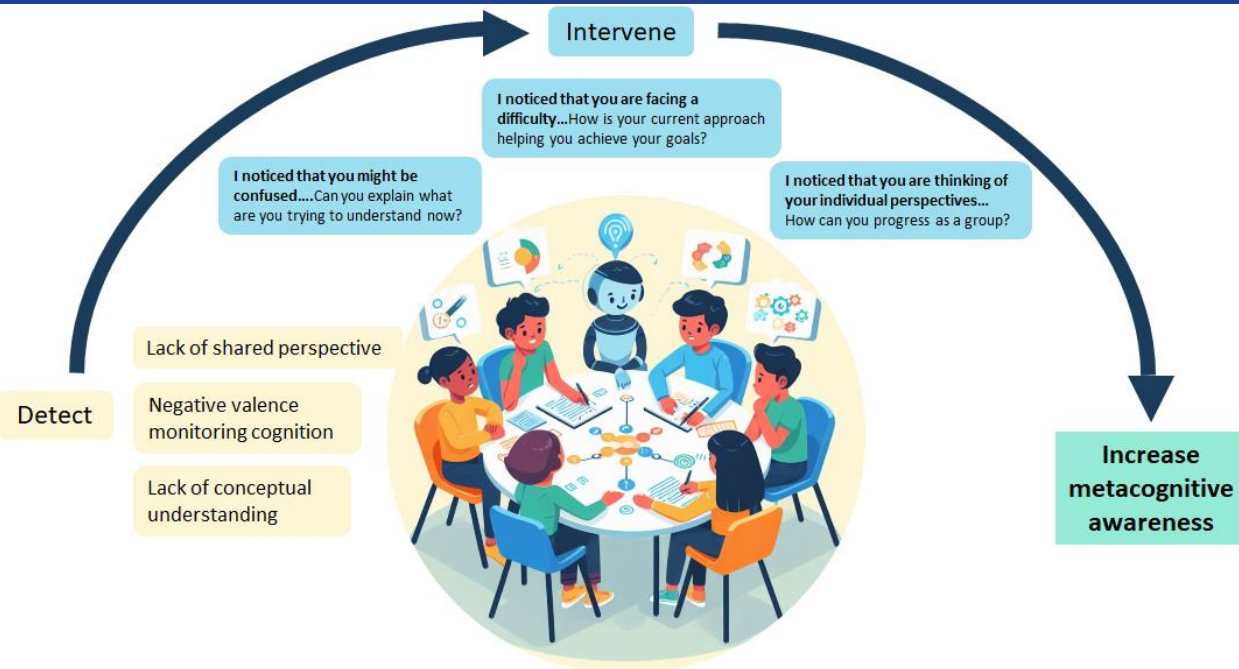 Intervene
I noticed that you are facing a
difficulty...How is your current approach
helping you achieve your goals?
I noticed that you might be
confused....Can you explain what
are you trying to understand now?
I noticed that you are thinking of
your individual perspectives...
How can you progress as a group?
Detect
Lack of shared perspective
Negative valence
monitoring cognition
Lack of conceptual
understanding
Increase
metacognitive
awareness